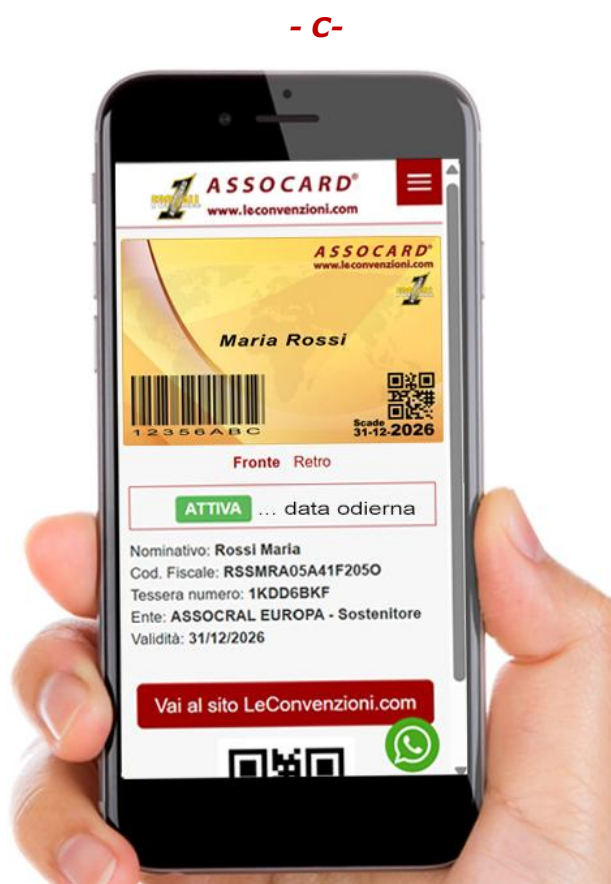 - C-
ASSOCARD®
www.leconvenzioni.com
ASSOCARD®
www.leconvenzioni.com
Maria Rossi
12356ABC
Scade
31-12-2026
Fronte Retro
ATTIVA ... data odierna
Nominativo: Rossi Maria
Cod. Fiscale: RSSMRA05A41F205O
Tessera numero: 1KDD6BKF
Ente: ASSOCRAL EUROPA - Sostenitore
Validità: 31/12/2026
Vai al sito LeConvenzioni.com